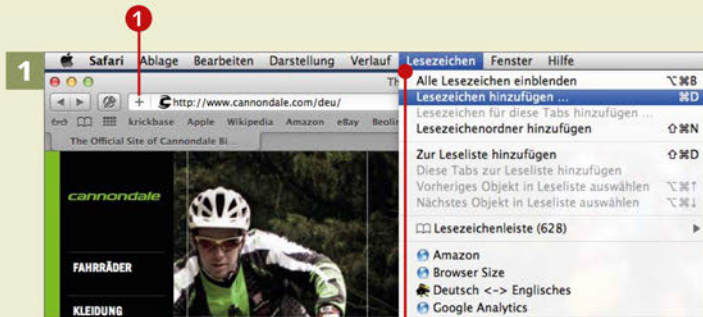 1
1
Safari Ablage Bearbeiten Darstellung Verlauf Lesezeichen Fenster Hilfe
Th
http://www.cannondale.com/deu/
krickbase Apple Wikipedia Amazon eBay Beolin
The Official Site of Cannondale Bi...
cannondale
FAHRRÄDER
KLEIDUNG
Alle Lesezeichen einblenden ⌥⌘B
Lesezeichen hinzufügen ... ⌘D
Lesezeichen für diese Tabs hinzufügen ...
Lesezeichenordner hinzufügen ⇧⌘N
Zur Leseliste hinzufügen ⇧⌘D
Diese Tabs zur Leseliste hinzufügen
Vorheriges Objekt in Leseliste auswählen ⌥⌘↑
Nächstes Objekt in Leseliste auswählen ⌥⌘↓
Lesezeichenleiste (628)
Amazon
Browser Size
Deutsch <-> Englisches
Google Analytics